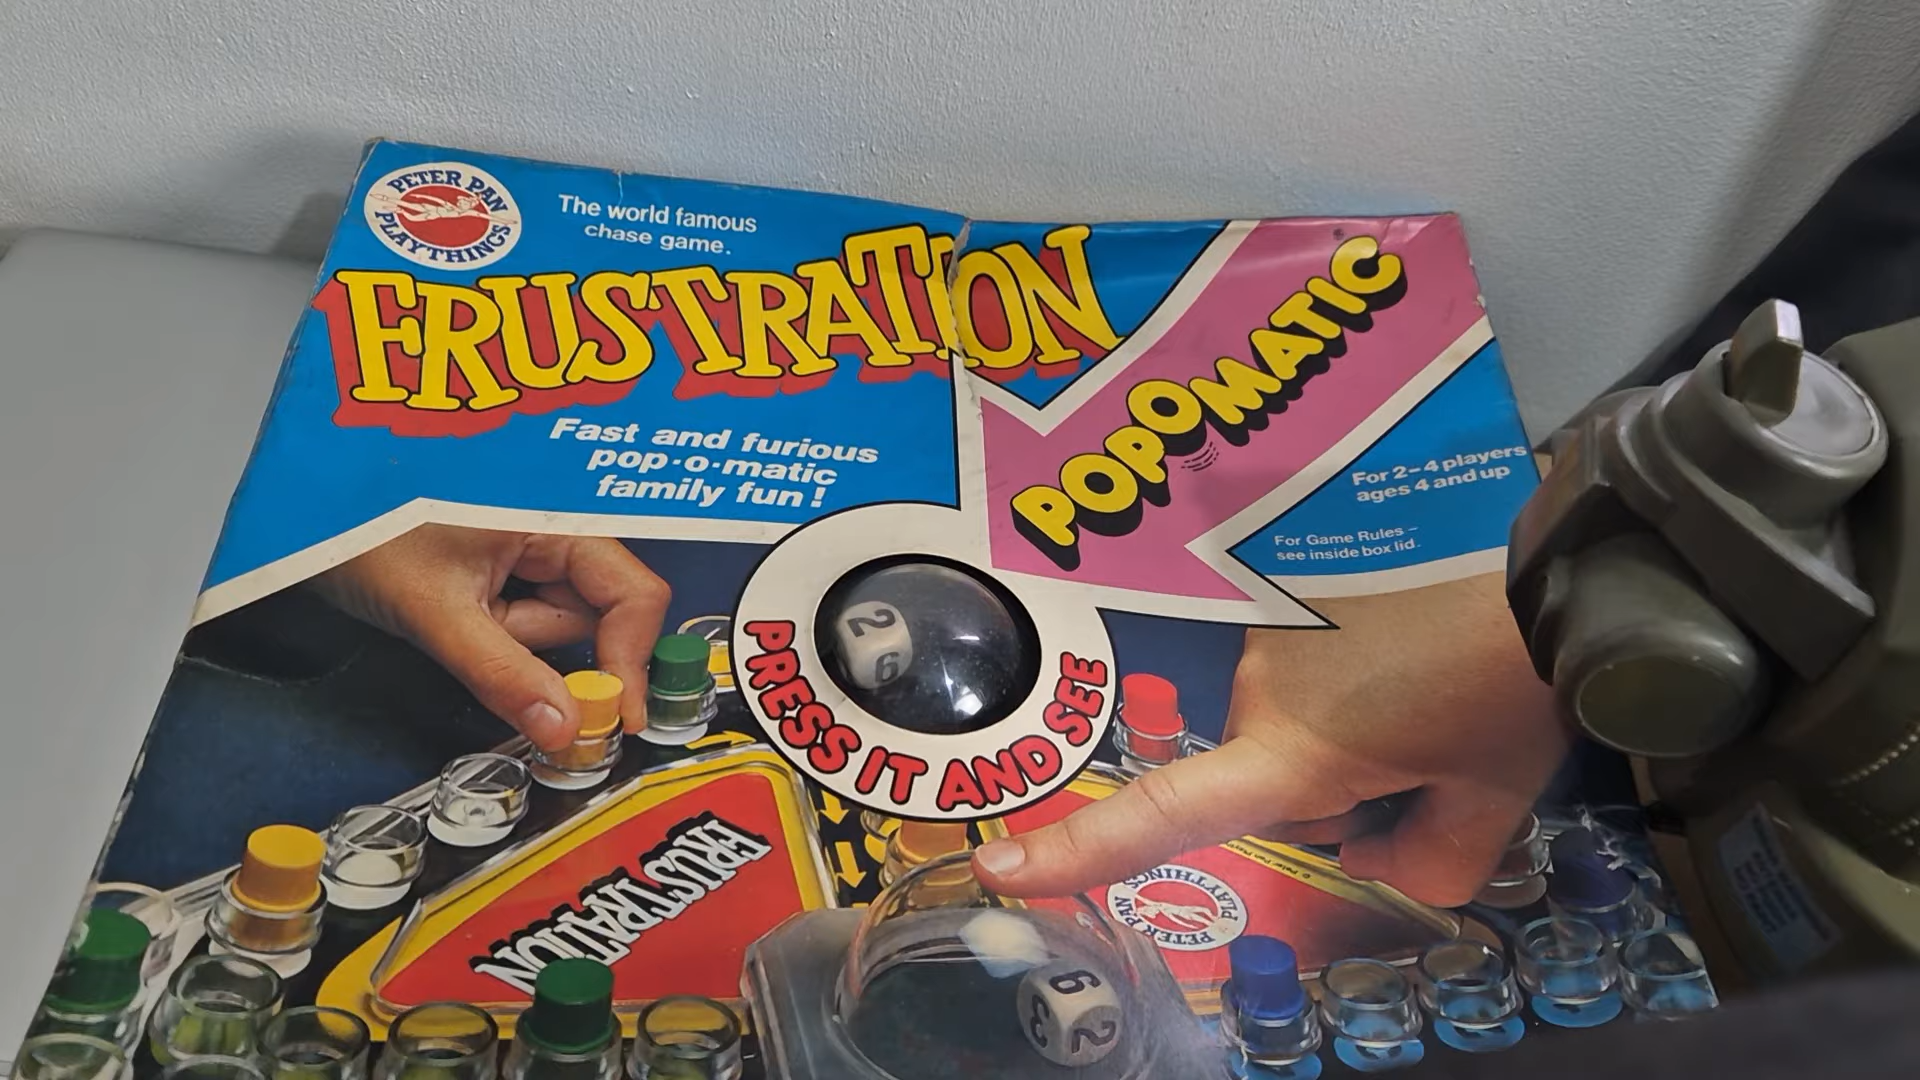 PETER PAN
PLAYTHINGS
The world famous
chase game.
FRUSTRATION
Fast and furious
pop·o·matic
family fun!
POPOMATIC
For 2-4 players
ages 4 and up
For Game Rules –
see inside box lid.
2
6
PRESS IT AND SEE
FRUSTRATION
PETER PAN
PLAYTHINGS
6
3
2